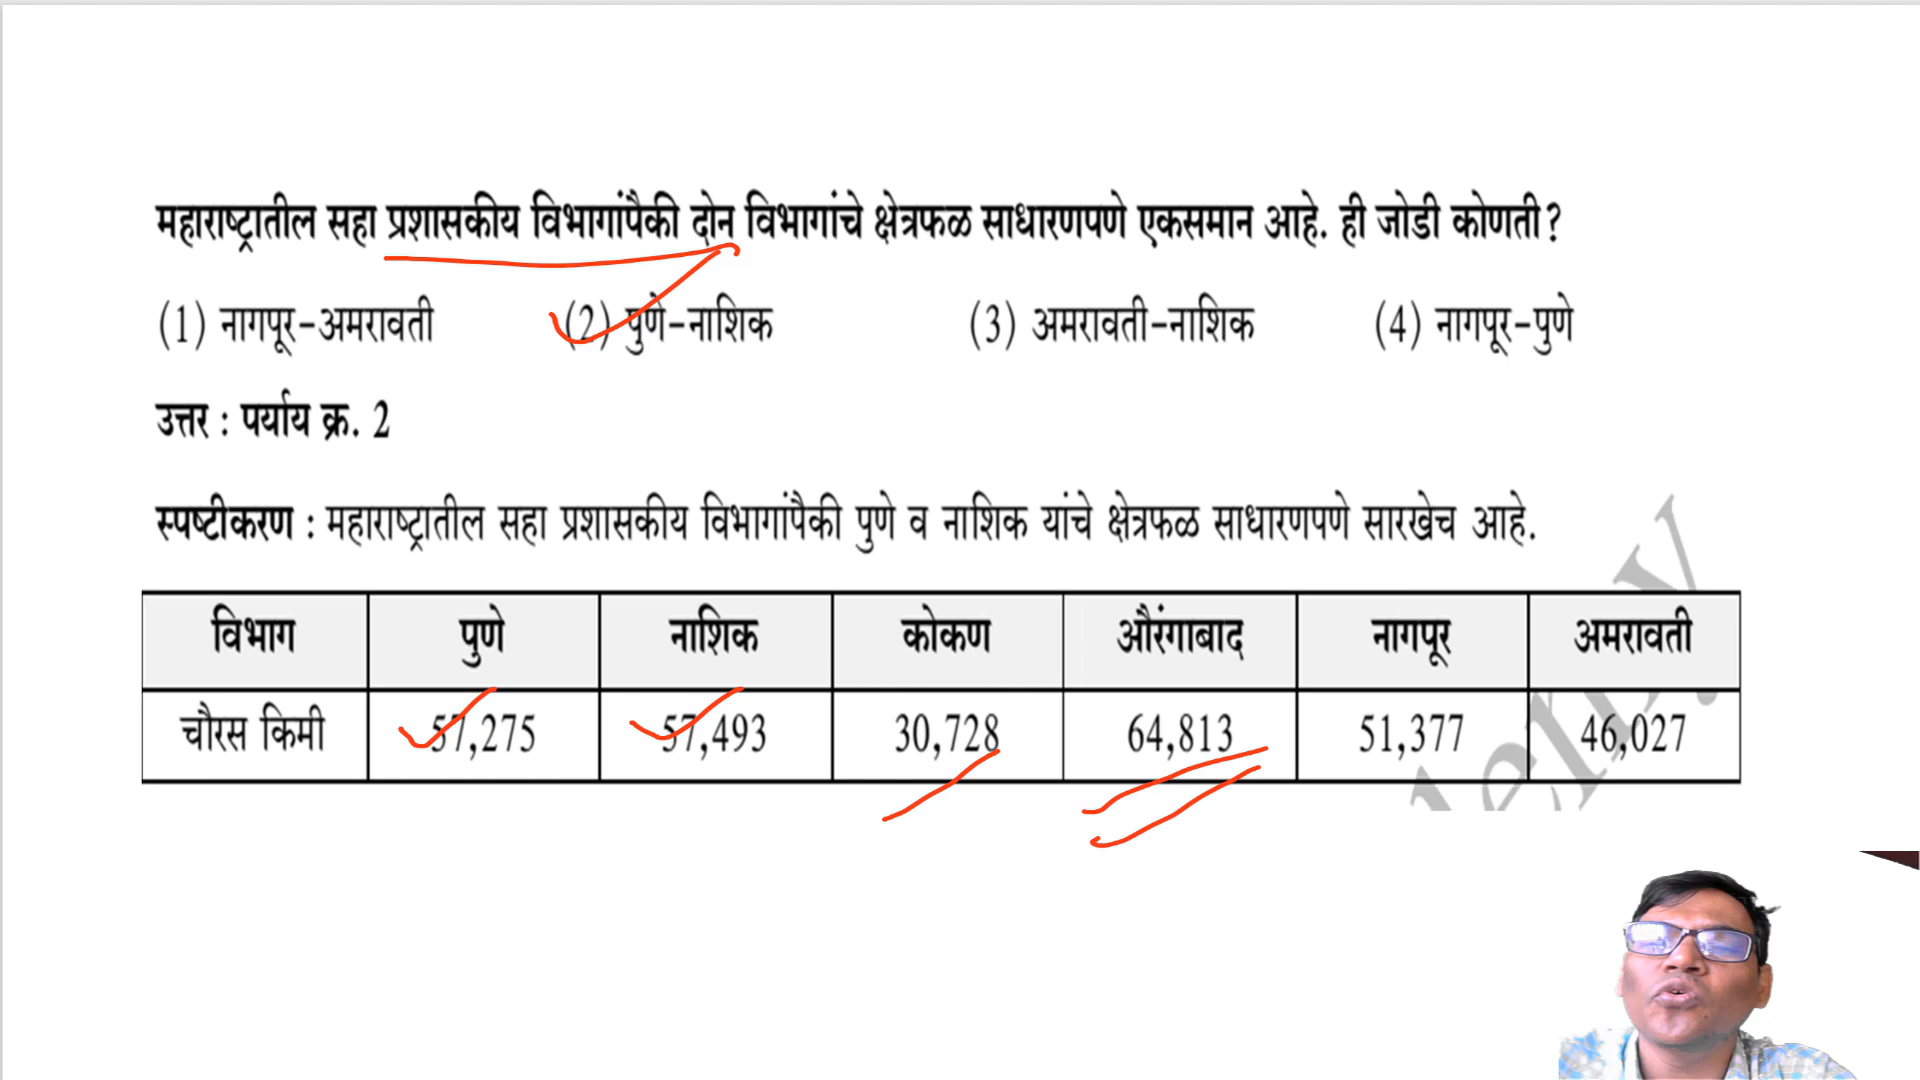 महाराष्ट्रातील सहा प्रशासकीय विभागांपैकी दोन विभागांचे क्षेत्रफळ साधारणपणे एकसमान आहे. ही जोडी कोणती?
(1) नागपूर-अमरावती (2) पुणे-नाशिक (3) अमरावती-नाशिक (4) नागपूर-पुणे
उत्तर : पर्याय क्र. 2
स्पष्टीकरण : महाराष्ट्रातील सहा प्रशासकीय विभागांपैकी पुणे व नाशिक यांचे क्षेत्रफळ साधारणपणे सारखेच आहे.
विभाग पुणे नाशिक कोकण औरंगाबाद नागपूर अमरावती
चौरस किमी 57,275 57,493 30,728 64,813 51,377 46,027